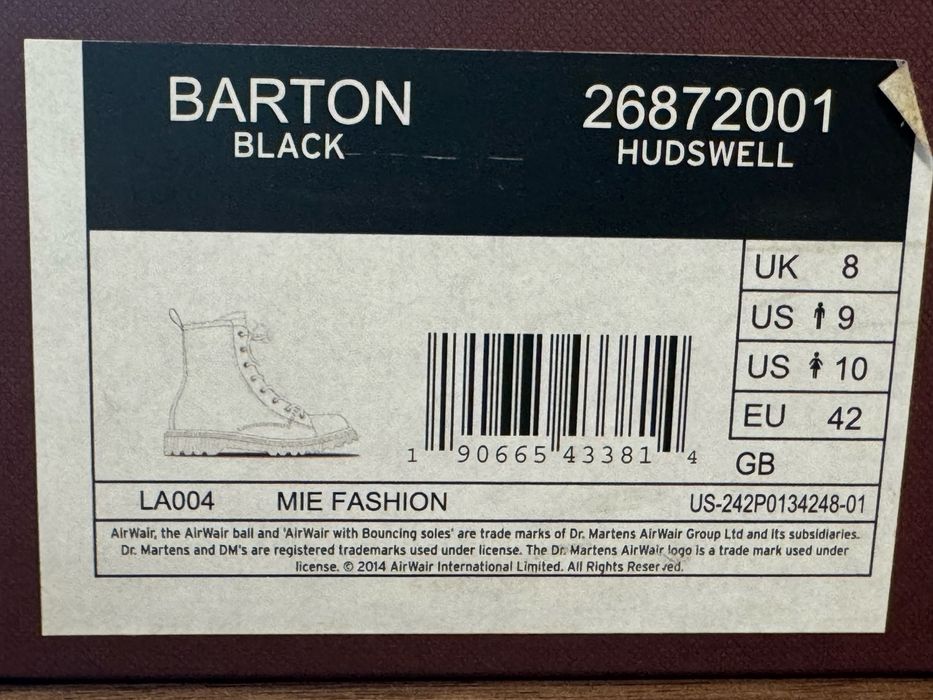 BARTON
BLACK
26872001
HUDSWELL
UK 8
US 9
US 10
EU 42
GB
1 90665 43381 4
LA004 MIE FASHION US-242P0134248-01
AirWair, the AirWair ball and 'AirWair with Bouncing soles' are trade marks of Dr. Martens AirWair Group Ltd and its subsidiaries.
Dr. Martens and DM's are registered trademarks used under license. The Dr. Martens AirWair logo is a trade mark used under
license. © 2014 AirWair International Limited. All Rights Reserved.